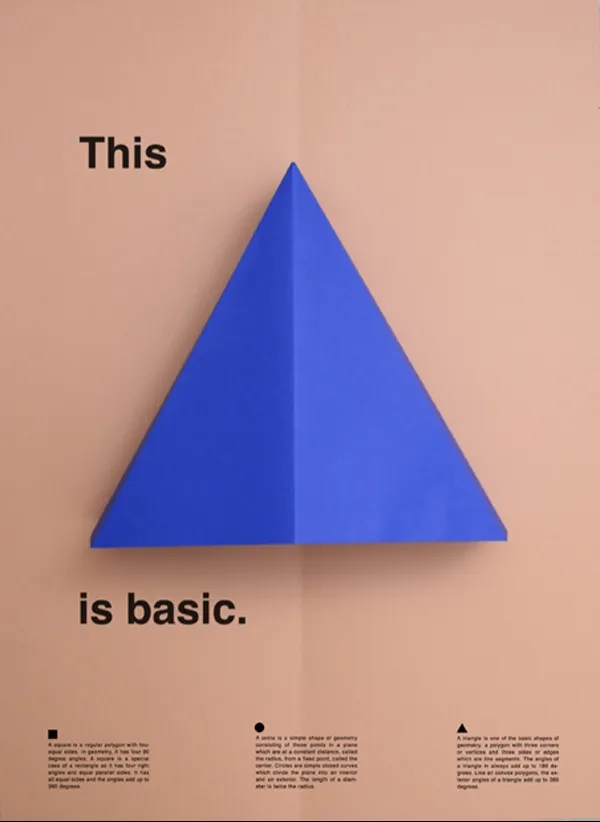 This
is basic.
A square is a regular polygon with four
equal sides. In geometry, it has four 90
degree angles. A square is a special
case of a rectangle as it has four right
angles and equal parallel sides. It has
all equal sides and the angles add up to
360 degrees.
A circle is a simple shape of geometry
consisting of those points in a plane
which are at a constant distance, called
the radius, from a fixed point, called the
center. Circles are simple closed curves
which divide the plane into an interior
and an exterior. The length of a diam-
eter is twice the radius.
A triangle is one of the basic shapes of
geometry: a polygon with three corners
or vertices and three sides or edges
which are line segments. The angles of
a triangle in always add up to 180 de-
grees. Like all convex polygons, the ex-
terior angles of a triangle add up to 360
degrees.